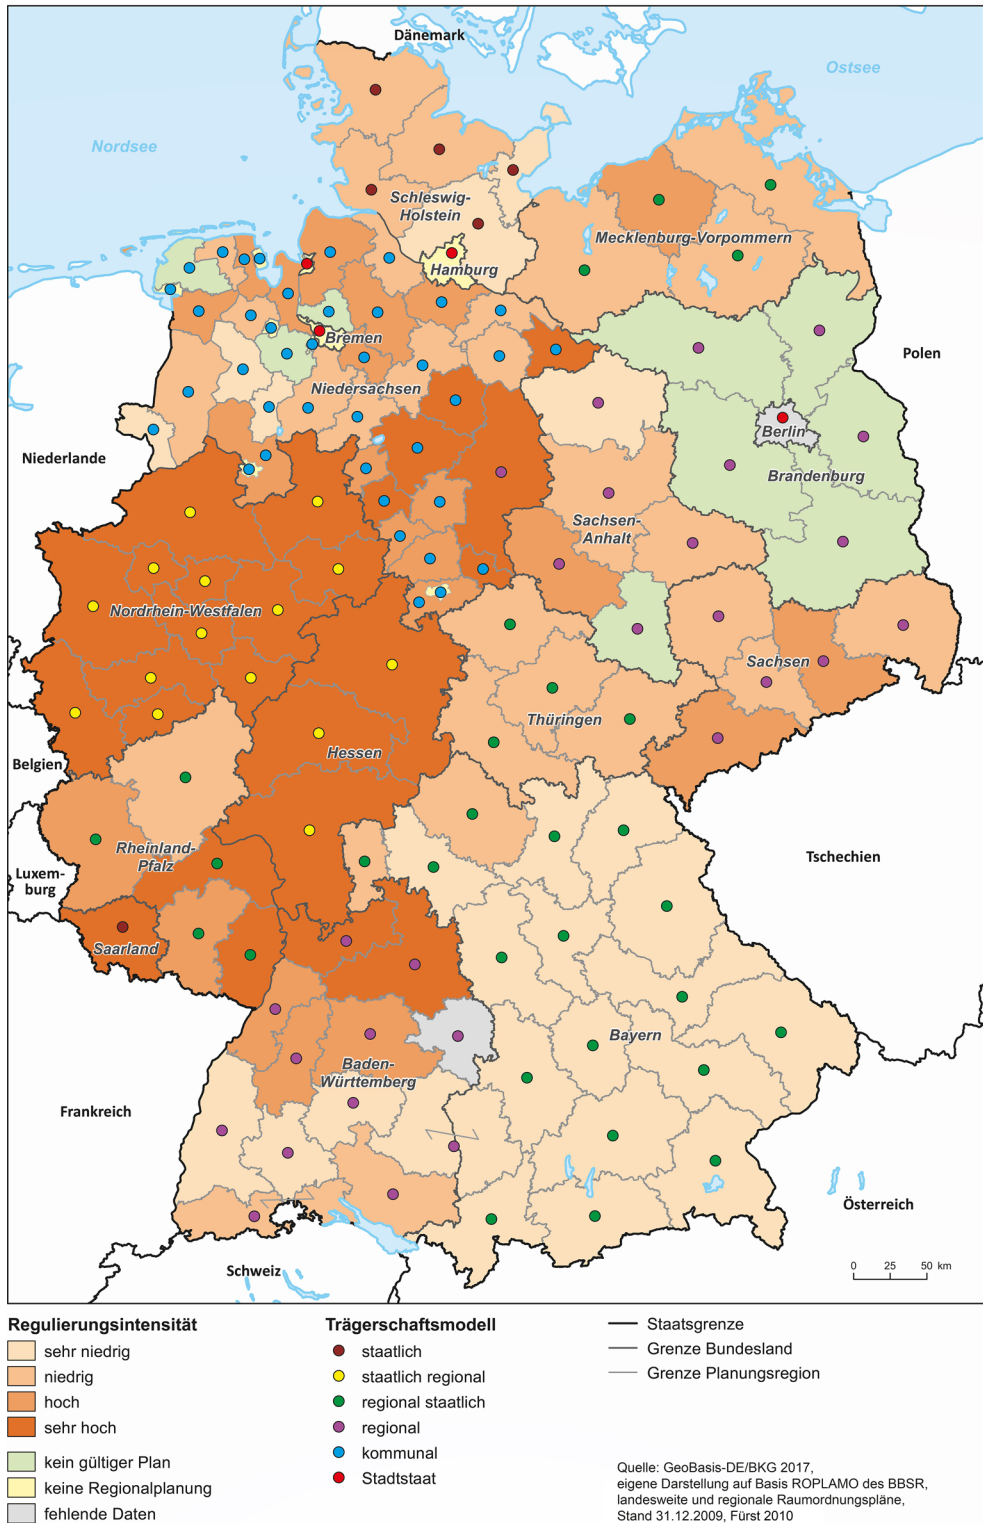 Dänemark
Ostsee
Nordsee
Schleswig-
Holstein
Mecklenburg-Vorpommern
Hamburg
Bremen
Polen
Niedersachsen
Berlin
Niederlande
Brandenburg
Sachsen-
Anhalt
Nordrhein-Westfalen
Sachsen
Thüringen
Hessen
Belgien
Rheinland-
Pfalz
Tschechien
Luxem-
burg
Saarland
Bayern
Baden-
Württemberg
Frankreich
Österreich
Schweiz
0 25 50 km
Regulierungsintensität
sehr niedrig
niedrig
hoch
sehr hoch
kein gültiger Plan
keine Regionalplanung
fehlende Daten
Trägerschaftsmodell
staatlich
staatlich regional
regional staatlich
regional
kommunal
Stadtstaat
Staatsgrenze
Grenze Bundesland
Grenze Planungsregion
Quelle: GeoBasis-DE/BKG 2017,
eigene Darstellung auf Basis ROPLAMO des BBSR,
landesweite und regionale Raumordnungspläne,
Stand 31.12.2009, Fürst 2010